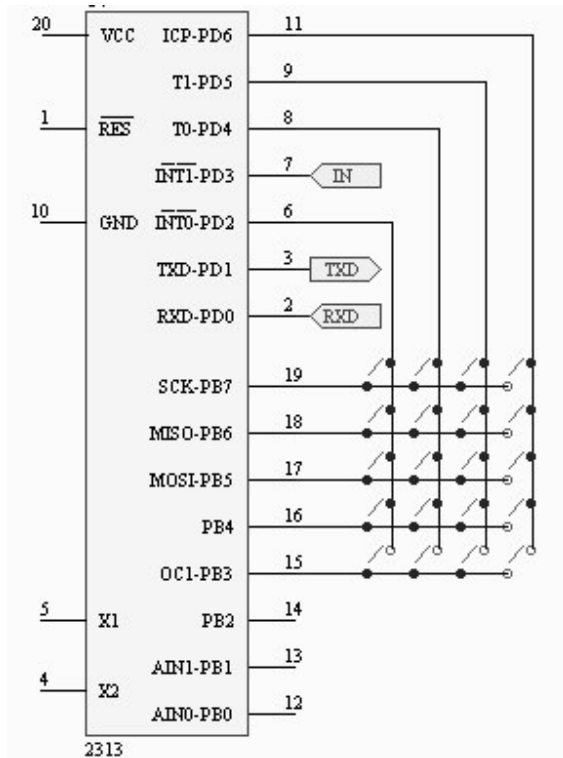 20 VCC ICP-PD6 11
T1-PD5 9
1 RES T0-PD4 8
INT1-PD3 7 IN
10 GND INT0-PD2 6
TXD-PD1 3 TXD
RXD-PD0 2 RXD
SCK-PB7 19
MISO-PB6 18
MOSI-PB5 17
PB4 16
OC1-PB3 15
5 X1 PB2 14
AIN1-PB1 13
4 X2
AIN0-PB0 12
2313